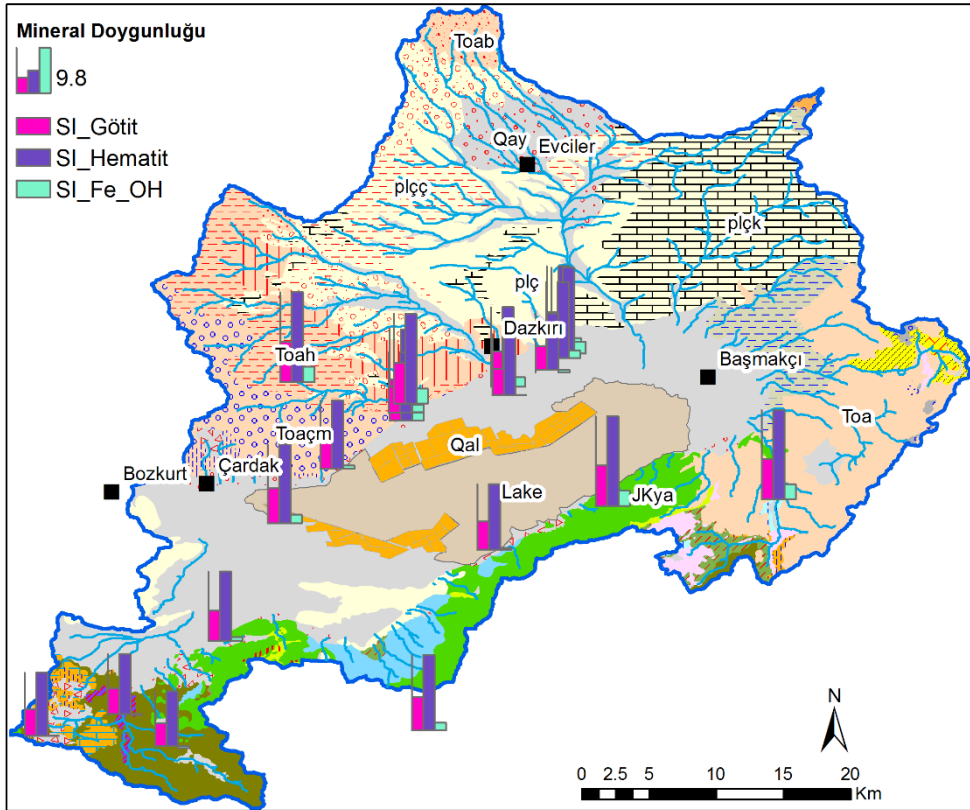 Mineral Doygunluğu
9.8
SI_Götit
SI_Hematit
SI_Fe_OH
Toab
Qay
Evciler
plçç
plçk
plç
Dazkırı
Başmakçı
Toah
Toa
Toaçm
Qal
Bozkurt
Çardak
Lake
JKya
N
0 2.5 5 10 15 20
Km